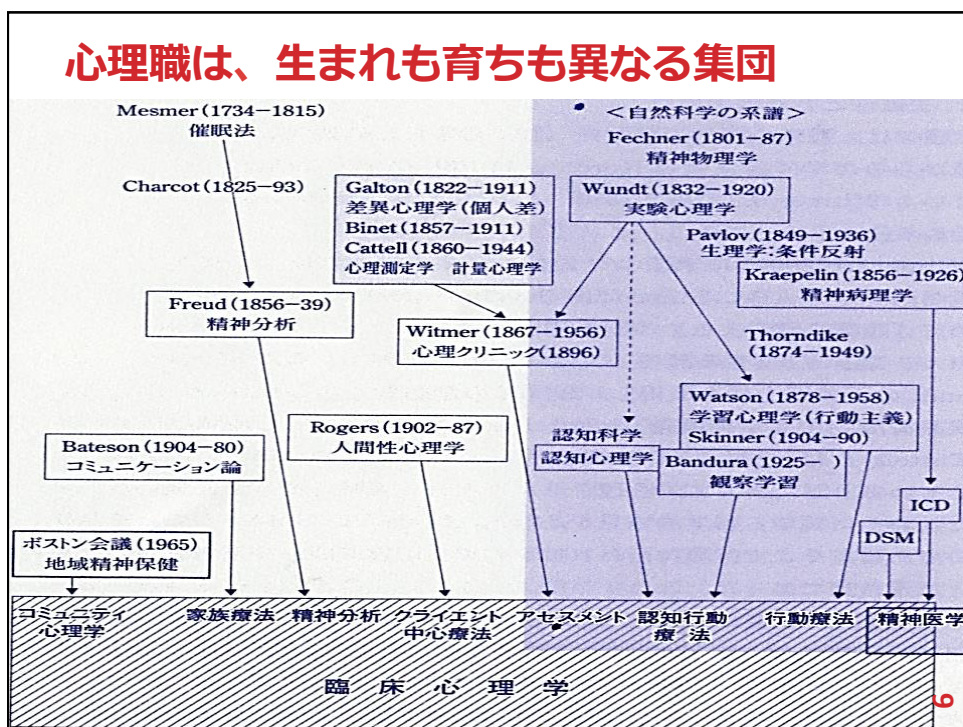 心理職は、生まれも育ちも異なる集団
Mesmer(1734−1815)
催眠法
＜自然科学の系譜＞
Fechner(1801−87)
精神物理学
Charcot(1825−93)
Galton(1822−1911)
差異心理学(個人差)
Binet(1857−1911)
Cattell(1860−1944)
心理測定学　計量心理学
Wundt(1832−1920)
実験心理学
Pavlov(1849−1936)
生理学:条件反射
Kraepelin(1856−1926)
精神病理学
Freud(1856−39)
精神分析
Witmer(1867−1956)
心理クリニック(1896)
Thorndike
(1874−1949)
Watson(1878−1958)
学習心理学(行動主義)
Skinner(1904−90)
Bateson(1904−80)
コミュニケーション論
Rogers(1902−87)
人間性心理学
認知科学
認知心理学
Bandura(1925−　)
観察学習
ICD
DSM
ボストン会議(1965)
地域精神保健
コミュニティ
心理学
家族療法
精神分析
クライエント
中心療法
アセスメント
認知行動
療法
行動療法
精神医学
臨床心理学
9